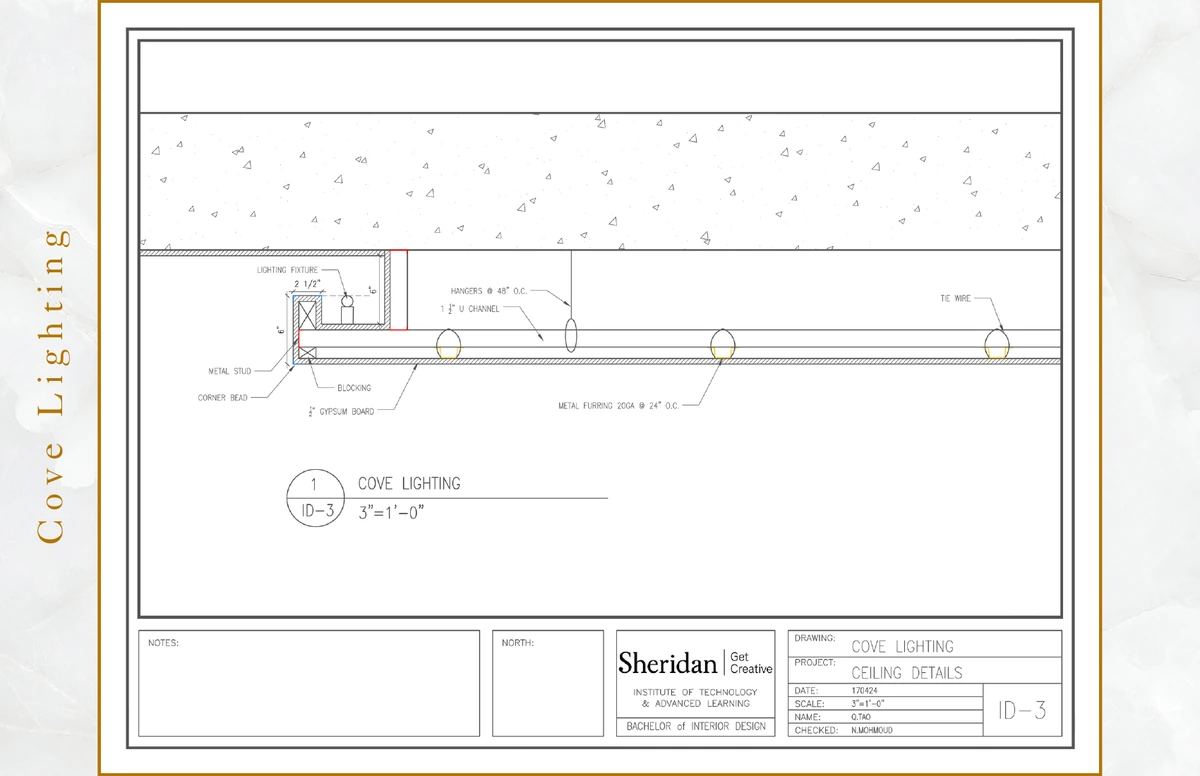 Cove Lighting
LIGHTING FIXTURE
2 1/2"
6"
6"
HANGERS @ 48" O.C.
1 1/2" U CHANNEL
TIE WIRE
METAL STUD
CORNER BEAD
BLOCKING
1/2" GYPSUM BOARD
METAL FURRING 20GA @ 24" O.C.
1
ID-3
COVE LIGHTING
3"=1'-0"
NOTES:
NORTH:
Sheridan | Get Creative
INSTITUTE OF TECHNOLOGY
& ADVANCED LEARNING
BACHELOR of INTERIOR DESIGN
DRAWING: COVE LIGHTING
PROJECT: CEILING DETAILS
DATE: 170424
SCALE: 3"=1'-0"
NAME: Q.TAO
CHECKED: N.MOHMOUD
ID-3